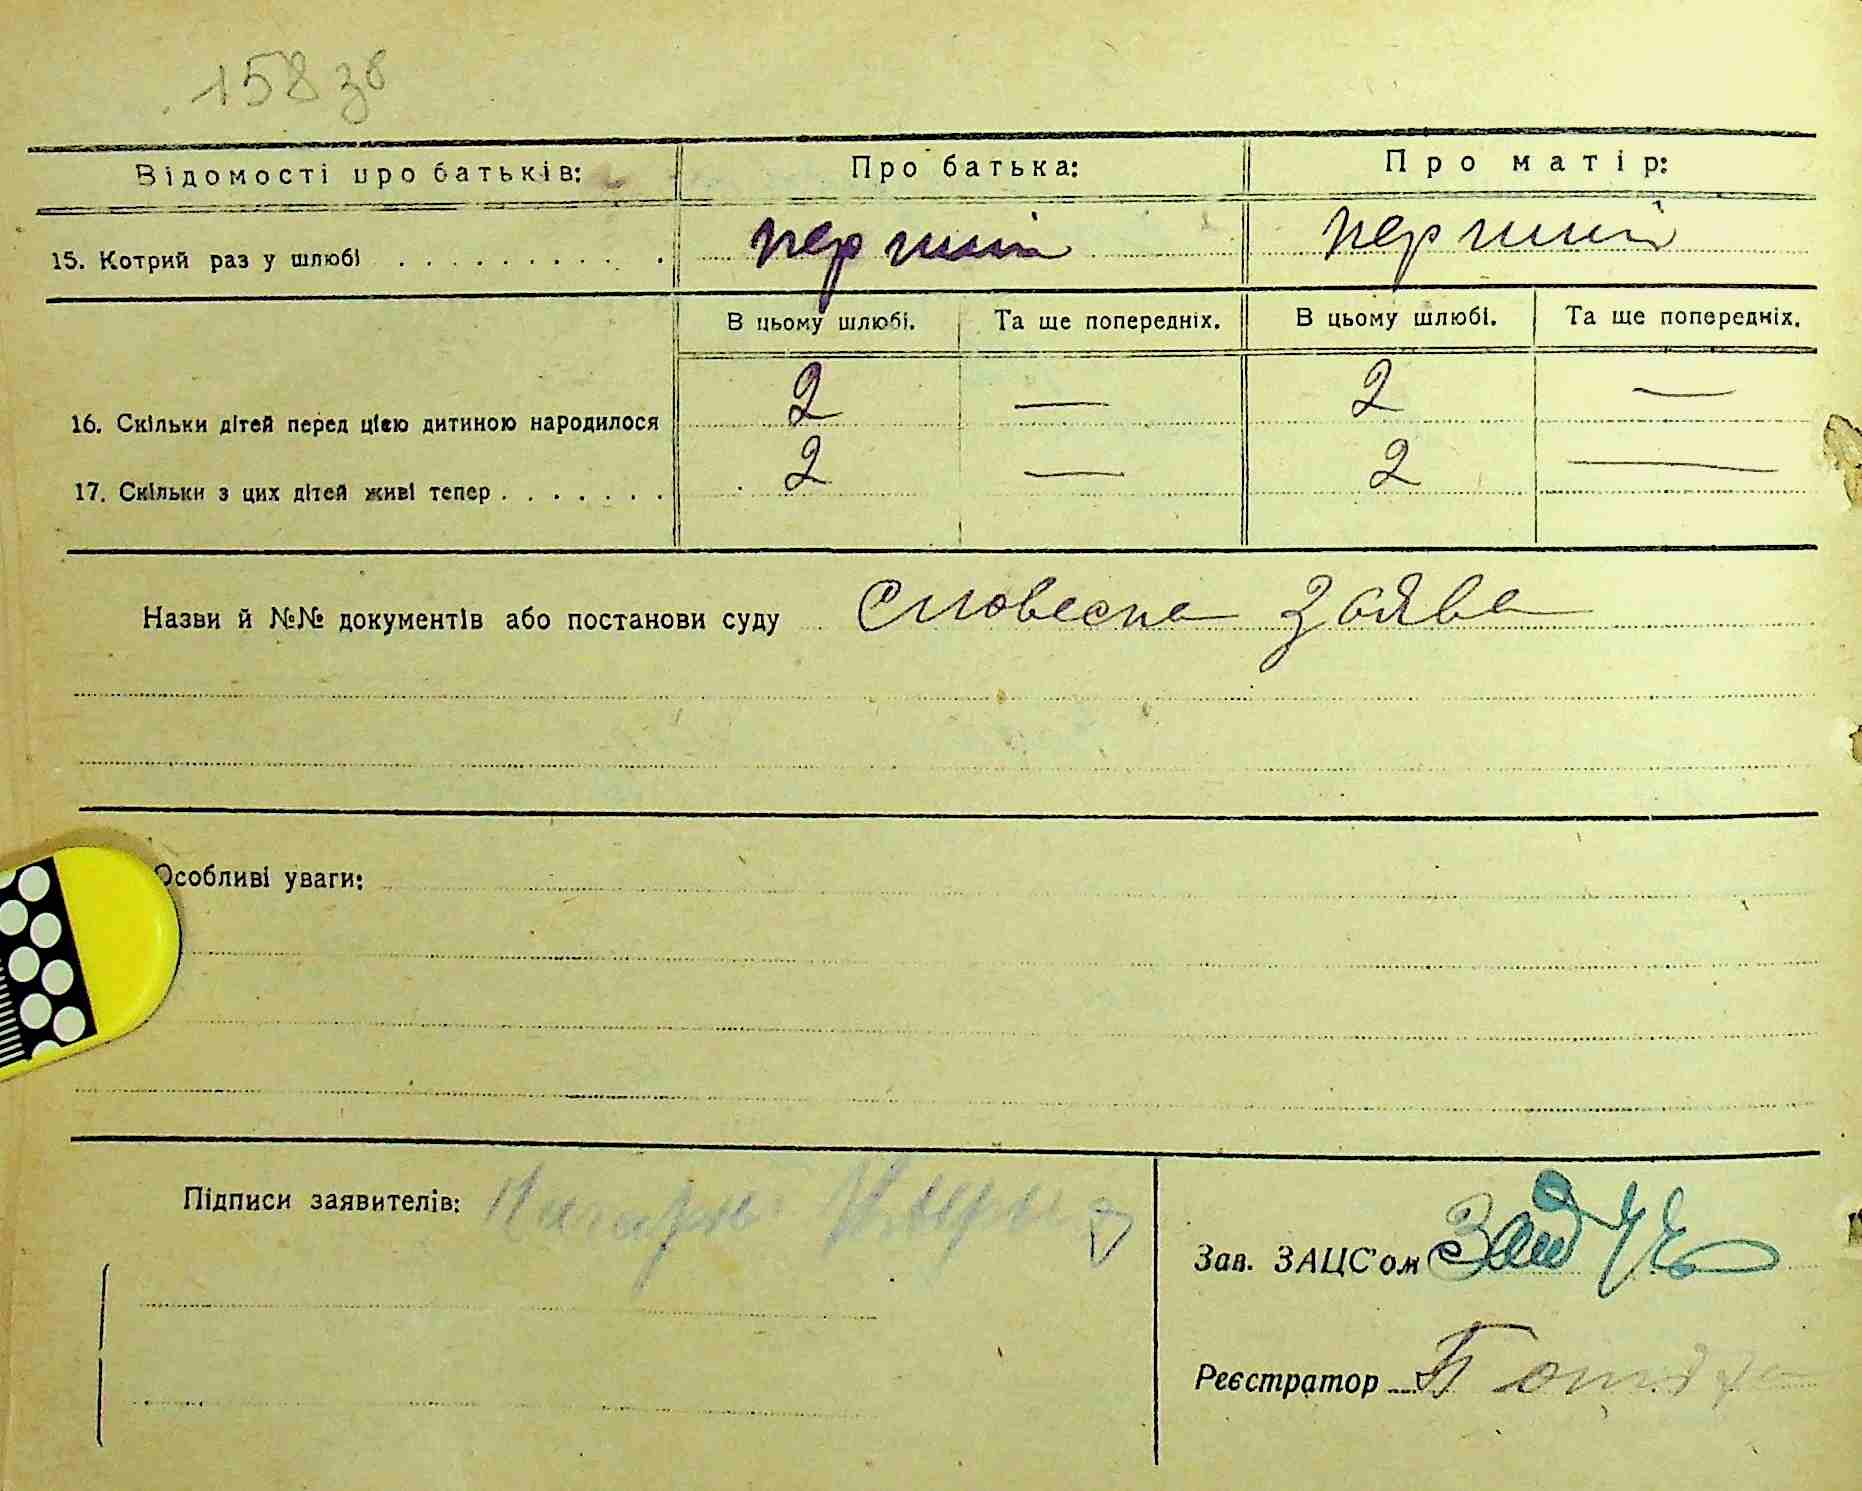 158 зв
Відомості про батьків: Про батька: Про матір:
15. Котрий раз у шлюбі . . . . . . . . . . перший перший
В цьому шлюбі. Та ще попередніх. В цьому шлюбі. Та ще попередніх.
16. Скільки дітей перед цією дитиною народилося 2 — 2 —
17. Скільки з цих дітей живі тепер . . . . . . . 2 — 2 —
Назви й №№ документів або постанови суду Словесна заява
Особливі уваги:
Підписи заявителів:
Зав. ЗАЦС'ом
Реєстратор